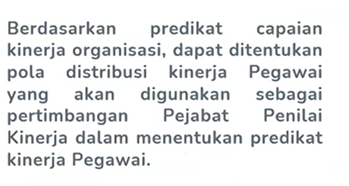 Berdasarkan predikat capaian
kinerja organisasi, dapat ditentukan
pola distribusi kinerja Pegawai
yang akan digunakan sebagai
pertimbangan Pejabat Penilai
Kinerja dalam menentukan predikat
kinerja Pegawai.